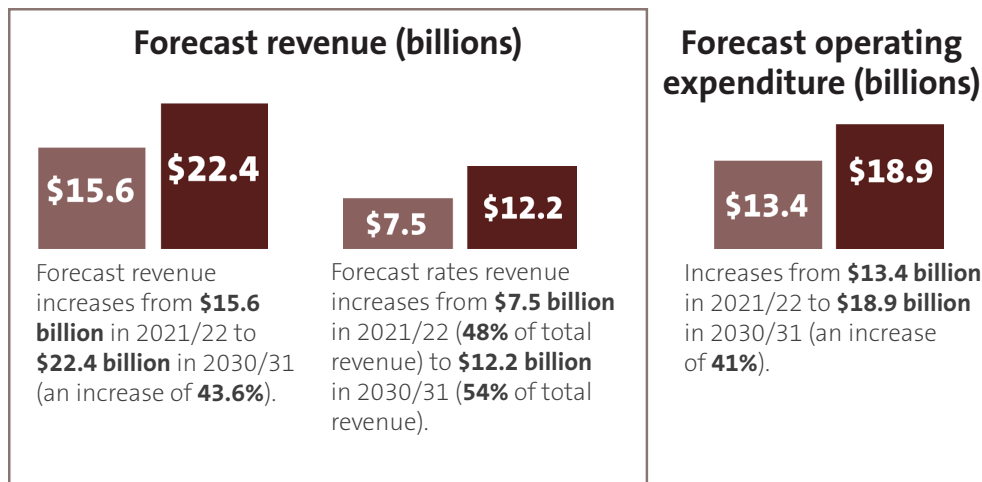 Forecast revenue (billions)
$15.6
$22.4
Forecast revenue
increases from $15.6
billion in 2021/22 to
$22.4 billion in 2030/31
(an increase of 43.6%).
$7.5
$12.2
Forecast rates revenue
increases from $7.5 billion
in 2021/22 (48% of total
revenue) to $12.2 billion
in 2030/31 (54% of total
revenue).
Forecast operating
expenditure (billions)
$13.4
$18.9
Increases from $13.4 billion
in 2021/22 to $18.9 billion
in 2030/31 (an increase
of 41%).